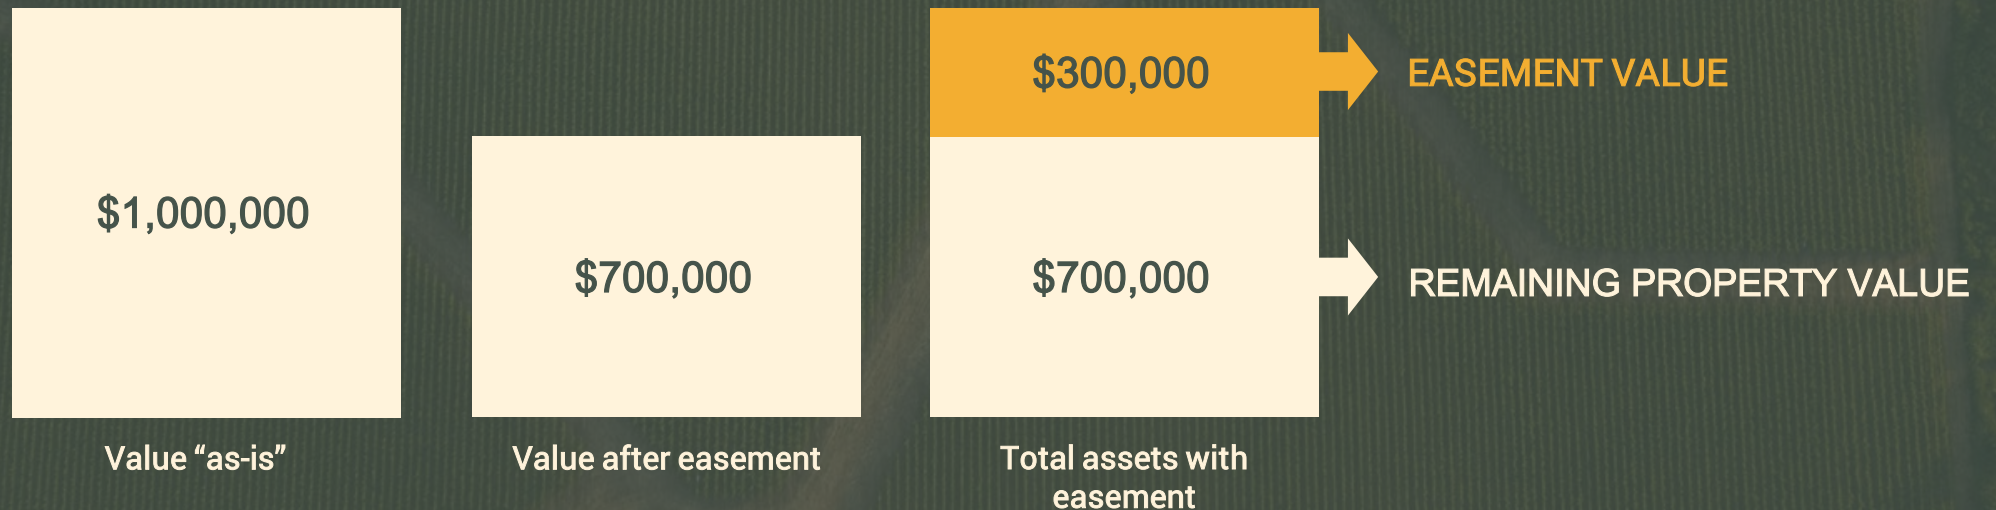 $1,000,000
Value “as-is”
$700,000
Value after easement
$300,000
$700,000
Total assets with
easement
EASEMENT VALUE
REMAINING PROPERTY VALUE